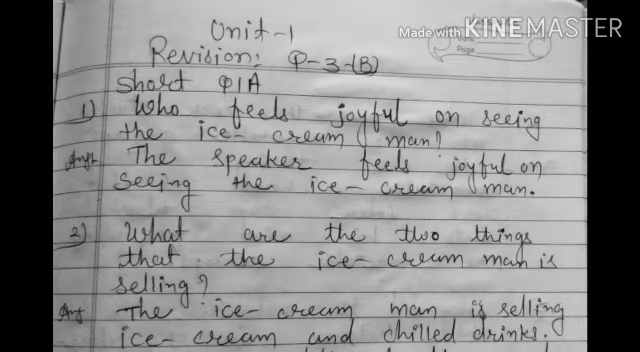 Made with KINEMASTER
Page
Unit-1
Revision: P-3-(B)
Short Q/A
1) Who feels joyful on seeing
the ice-cream man?
Ans The speaker feels joyful on
seeing the ice-cream man.
2) What are the two things
that the ice-cream man is
selling?
Ans The ice-cream man is selling
ice-cream and chilled drinks.